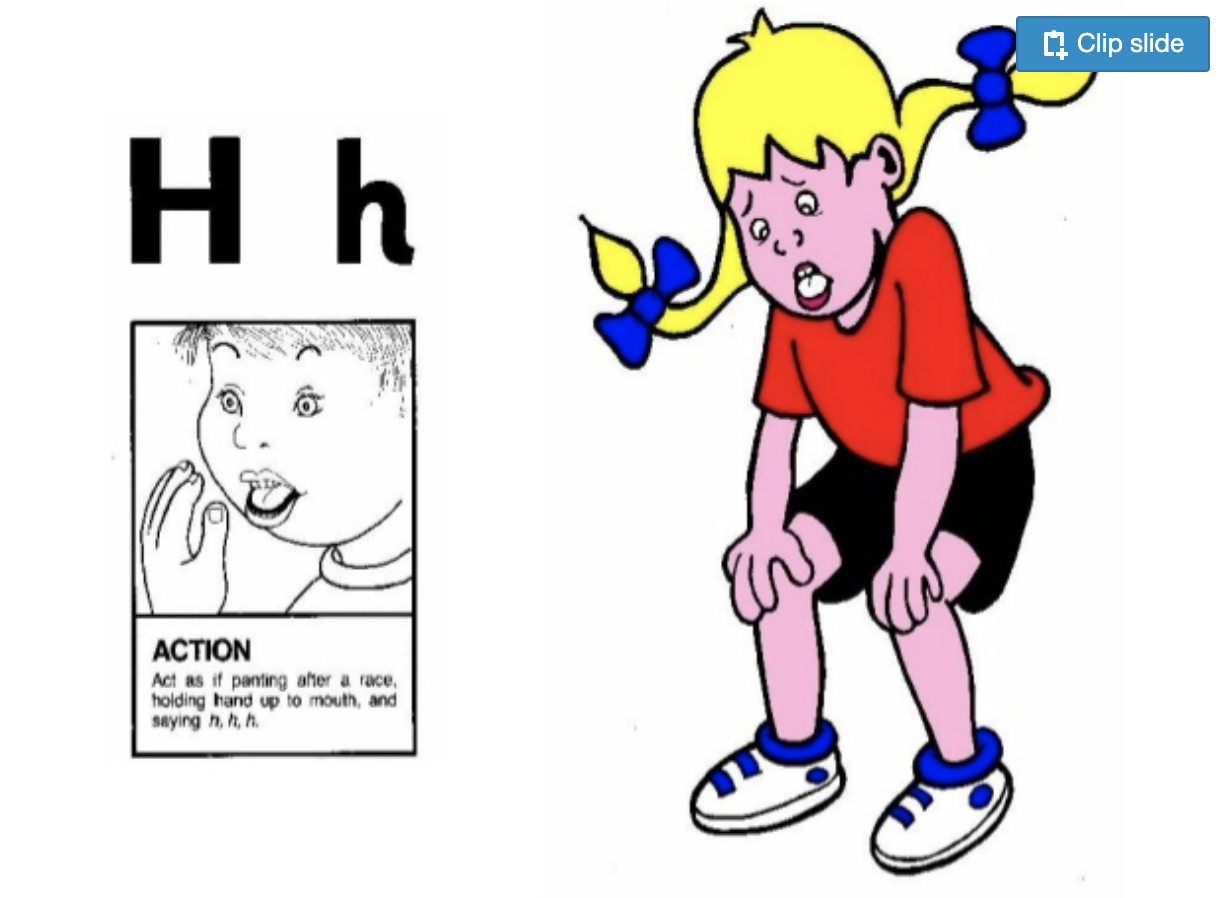 Clip slide
H h
ACTION
Act as if panting after a race,
holding hand up to mouth, and
saying h, h, h.